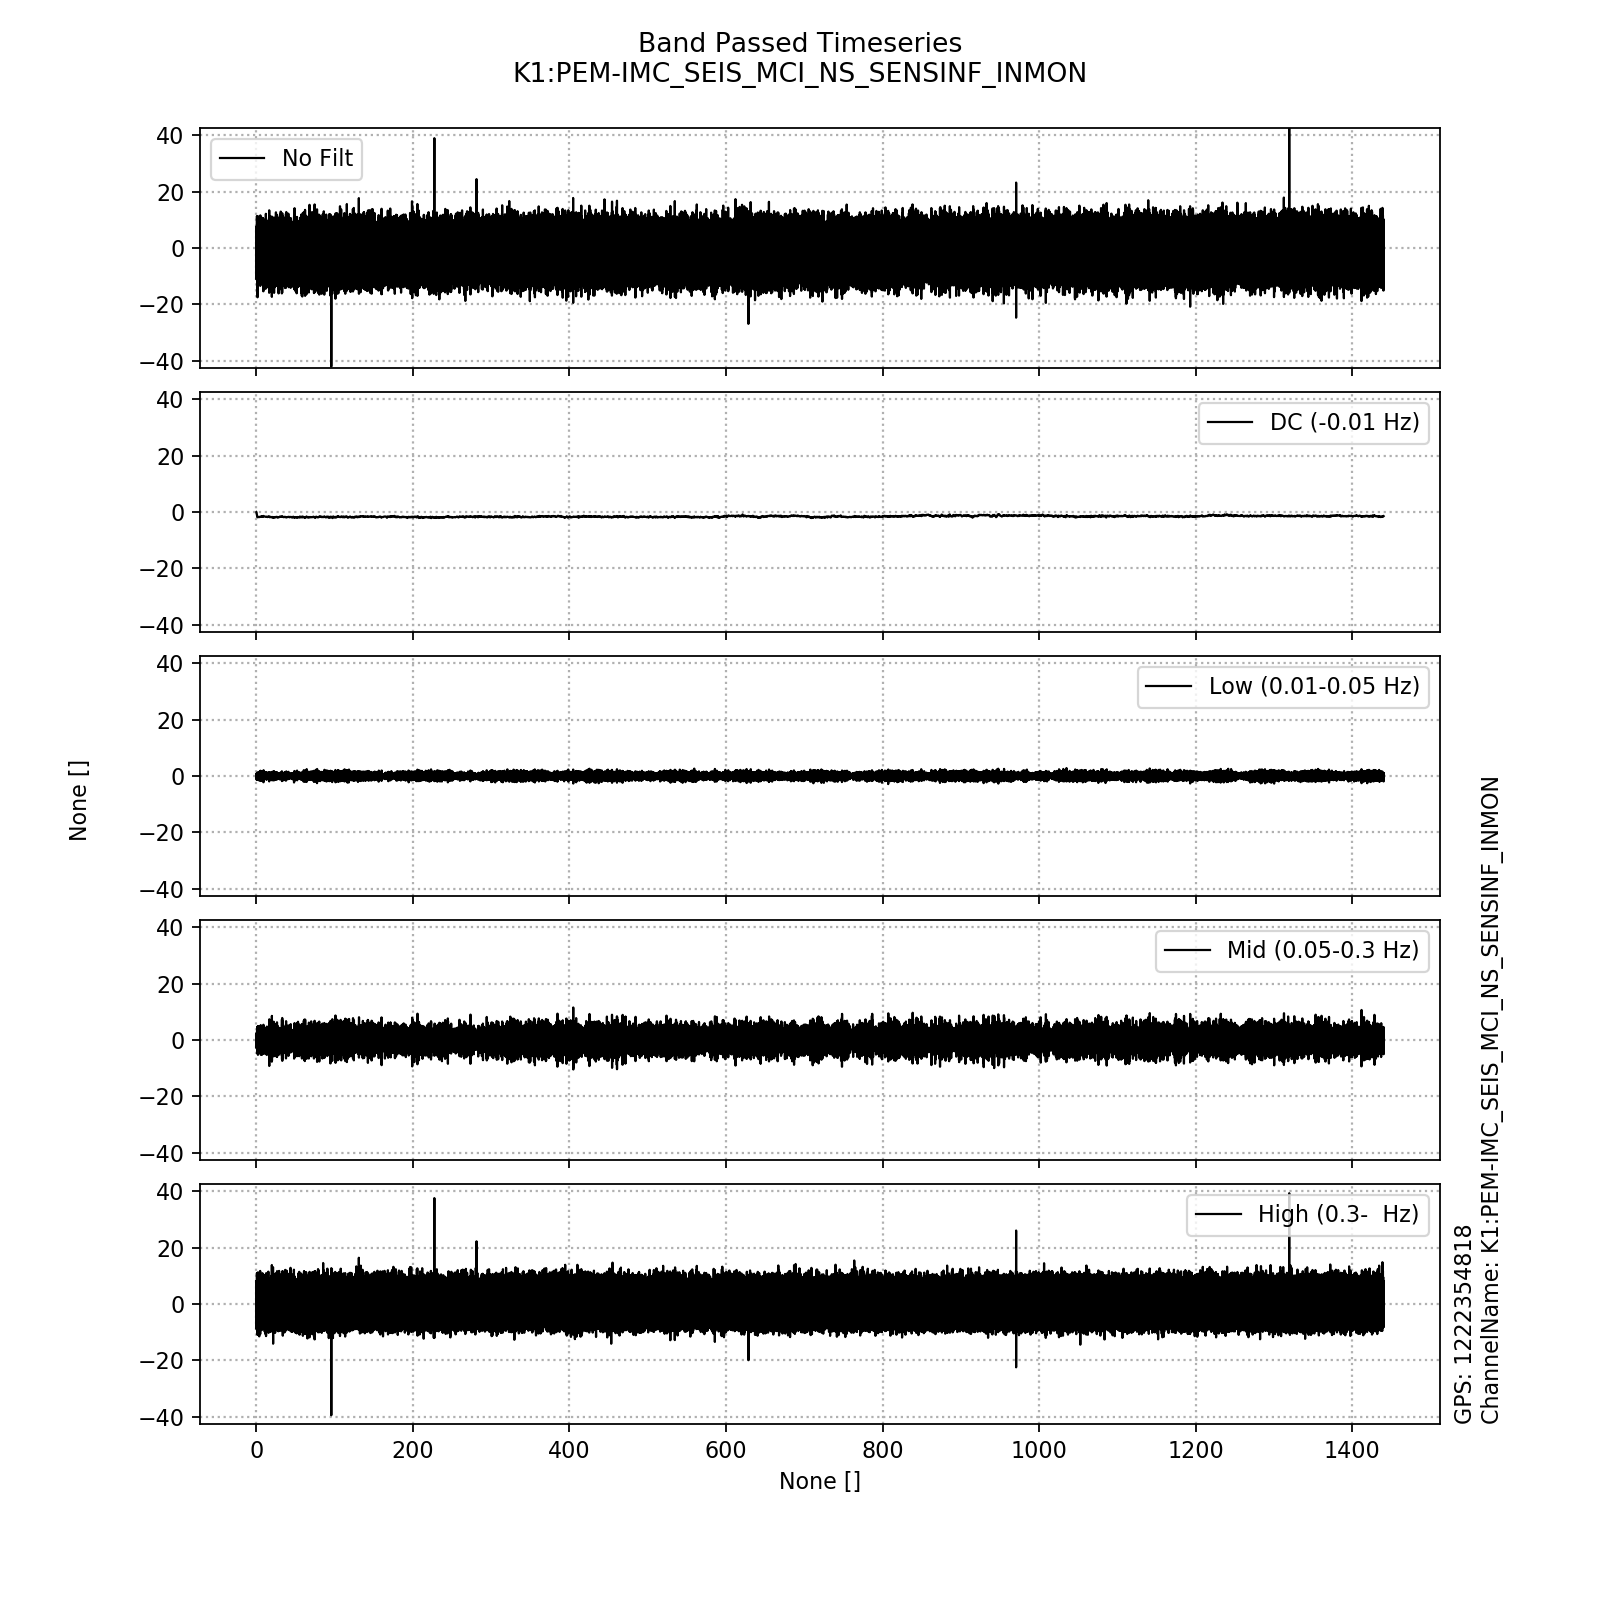 Band Passed Timeseries
K1:PEM-IMC_SEIS_MCI_NS_SENSINF_INMON
40
20
0
−20
−40
No Filt
40
20
0
−20
−40
DC (-0.01 Hz)
40
20
0
−20
−40
Low (0.01-0.05 Hz)
None []
40
20
0
−20
−40
Mid (0.05-0.3 Hz)
40
20
0
−20
−40
High (0.3-  Hz)
0 200 400 600 800 1000 1200 1400
None []
GPS: 1222354818
ChannelName: K1:PEM-IMC_SEIS_MCI_NS_SENSINF_INMON